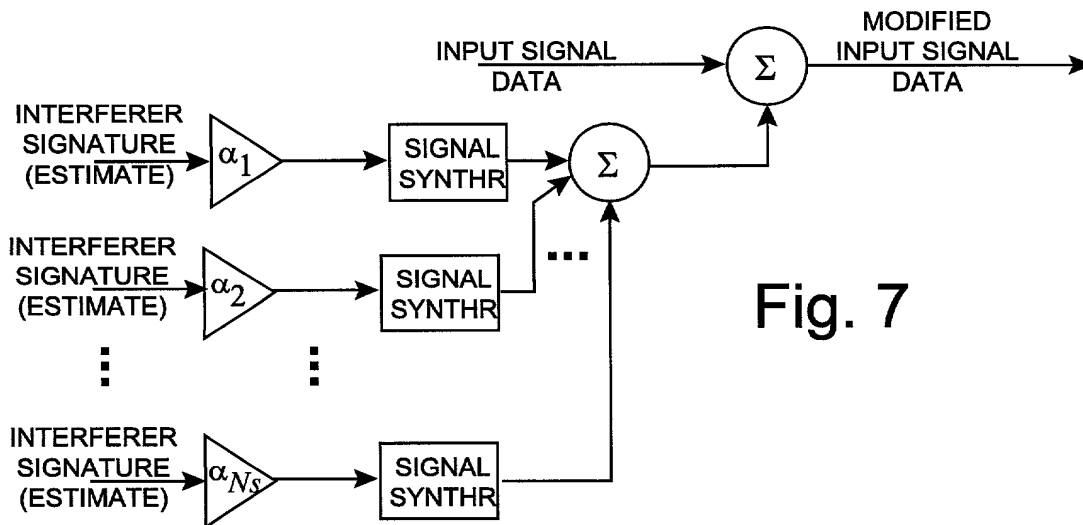 INPUT SIGNAL
DATA
Σ
MODIFIED
INPUT SIGNAL
DATA
INTERFERER
SIGNATURE
(ESTIMATE)
α1
SIGNAL
SYNTHR
Σ
INTERFERER
SIGNATURE
(ESTIMATE)
α2
SIGNAL
SYNTHR
...
Fig. 7
INTERFERER
SIGNATURE
(ESTIMATE)
αNs
SIGNAL
SYNTHR